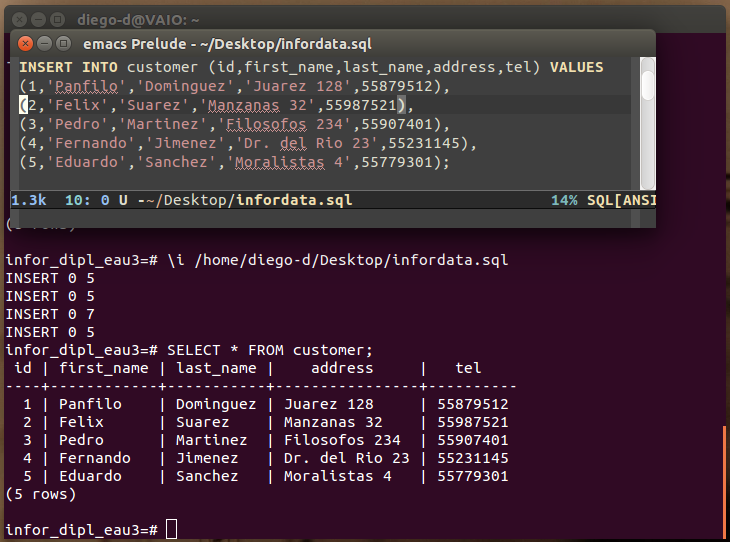 diego-d@VAIO: ~
emacs Prelude - ~/Desktop/infordata.sql
INSERT INTO customer (id,first_name,last_name,address,tel) VALUES
(1,'Panfilo','Dominguez','Juarez 128',55879512),
(2,'Felix','Suarez','Manzanas 32',55987521),
(3,'Pedro','Martinez','Filosofos 234',55907401),
(4,'Fernando','Jimenez','Dr. del Rio 23',55231145),
(5,'Eduardo','Sanchez','Moralistas 4',55779301);
1.3k  10: 0 U -~/Desktop/infordata.sql 14% SQL[ANSI
infor_dipl_eau3=# \i /home/diego-d/Desktop/infordata.sql
INSERT 0 5
INSERT 0 5
INSERT 0 7
INSERT 0 5
infor_dipl_eau3=# SELECT * FROM customer;
 id | first_name | last_name |    address     |   tel
----+------------+-----------+----------------+----------
  1 | Panfilo    | Dominguez | Juarez 128     | 55879512
  2 | Felix      | Suarez    | Manzanas 32    | 55987521
  3 | Pedro      | Martinez  | Filosofos 234  | 55907401
  4 | Fernando   | Jimenez   | Dr. del Rio 23 | 55231145
  5 | Eduardo    | Sanchez   | Moralistas 4   | 55779301
(5 rows)
infor_dipl_eau3=#